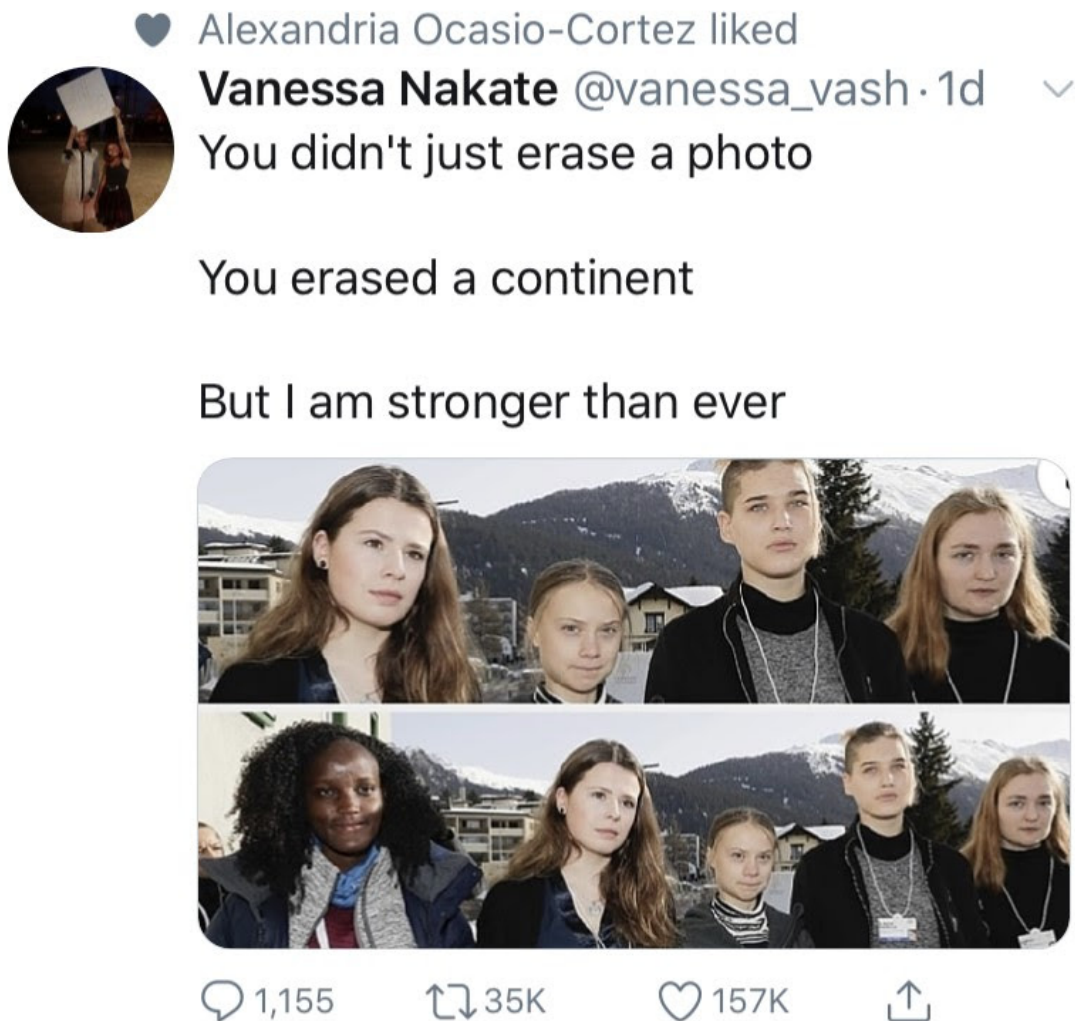 Alexandria Ocasio-Cortez liked
Vanessa Nakate @vanessa_vash · 1d
You didn't just erase a photo
You erased a continent
But I am stronger than ever
1,155 35K 157K